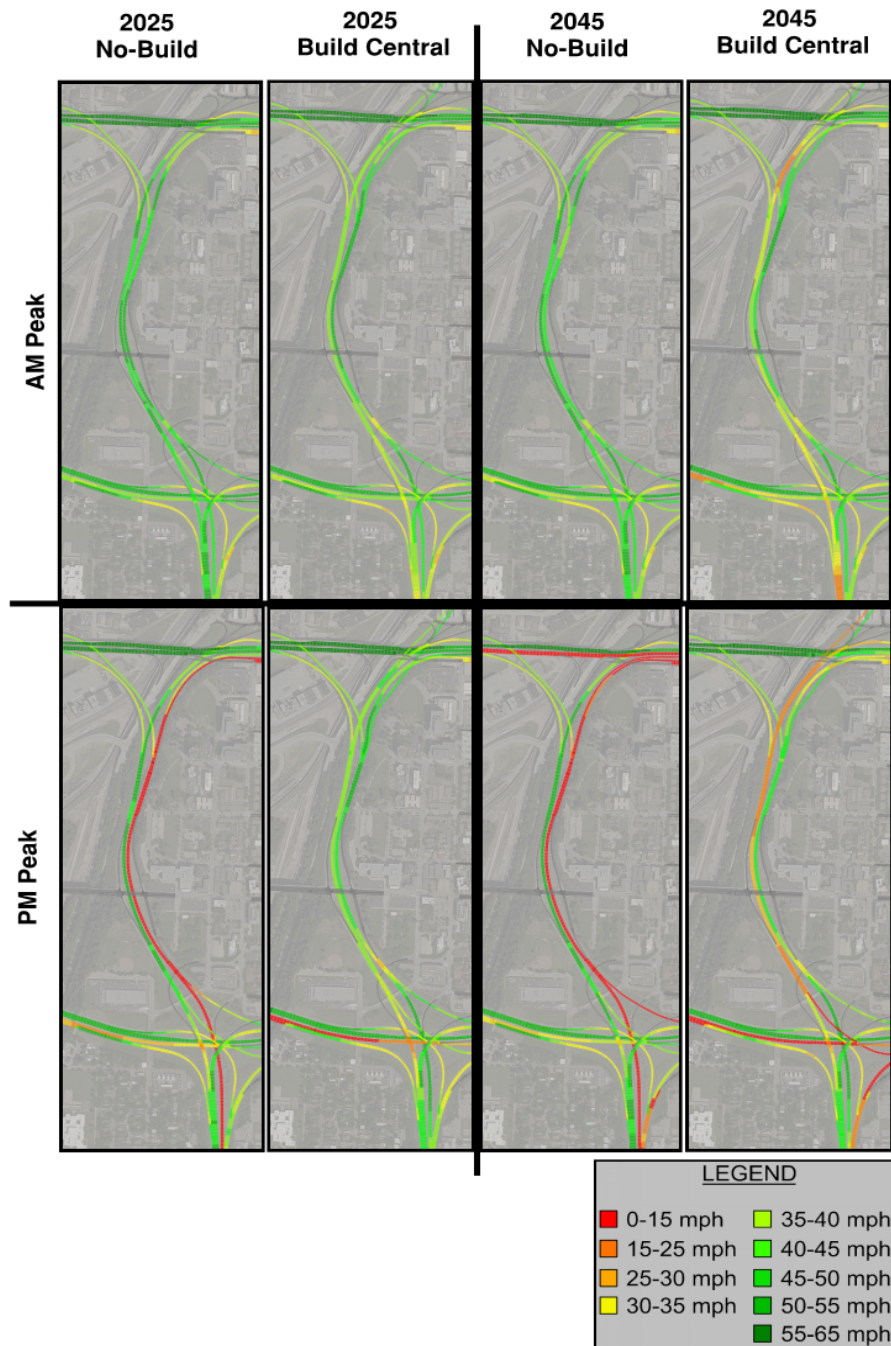 2025
No-Build
2025
Build Central
2045
No-Build
2045
Build Central
AM Peak
PM Peak
LEGEND
0-15 mph
35-40 mph
15-25 mph
40-45 mph
25-30 mph
45-50 mph
30-35 mph
50-55 mph
55-65 mph